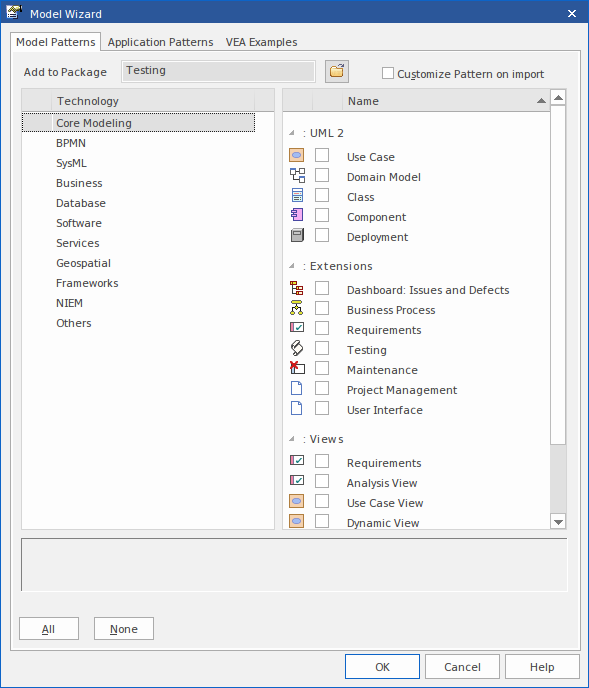 Model Wizard
Model Patterns Application Patterns VEA Examples
Add to Package Testing Customize Pattern on import
Technology
Core Modeling
BPMN
SysML
Business
Database
Software
Services
Geospatial
Frameworks
NIEM
Others
Name
: UML 2
Use Case
Domain Model
Class
Component
Deployment
: Extensions
Dashboard: Issues and Defects
Business Process
Requirements
Testing
Maintenance
Project Management
User Interface
: Views
Requirements
Analysis View
Use Case View
Dynamic View
All None
OK Cancel Help